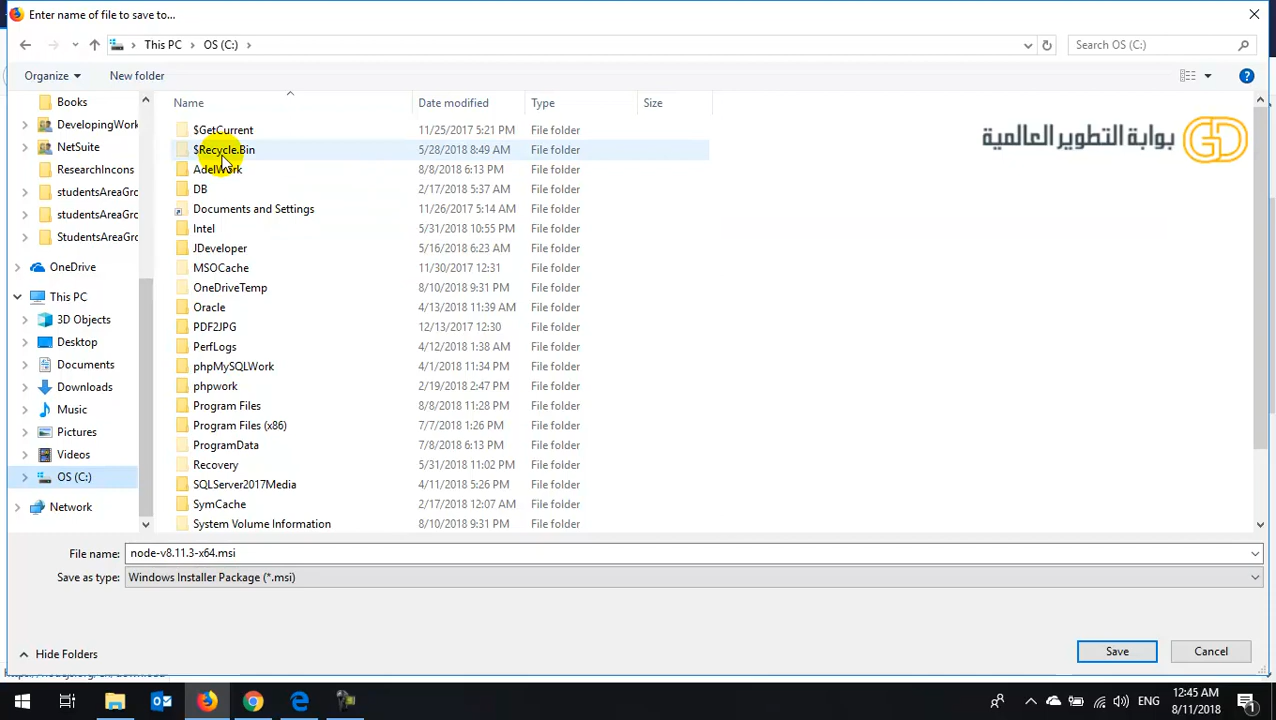 Enter name of file to save to...
This PC > OS (C:) >
Search OS (C:)
Organize
New folder
Name
Date modified
Type
Size
بوابة التطوير العالمية
GD
Books
DevelopingWork
NetSuite
ResearchIncons
studentsAreaGro
studentsAreaGro
StudentsAreaGro
OneDrive
This PC
3D Objects
Desktop
Documents
Downloads
Music
Pictures
Videos
OS (C:)
Network
$GetCurrent 11/25/2017 5:21 PM File folder
$Recycle.Bin 5/28/2018 8:49 AM File folder
AdelWork 8/8/2018 6:13 PM File folder
DB 2/17/2018 5:37 AM File folder
Documents and Settings 11/26/2017 5:14 AM File folder
Intel 5/31/2018 10:55 PM File folder
JDeveloper 5/16/2018 6:23 AM File folder
MSOCache 11/30/2017 12:31 File folder
OneDriveTemp 8/10/2018 9:31 PM File folder
Oracle 4/13/2018 11:39 AM File folder
PDF2JPG 12/13/2017 12:30 File folder
PerfLogs 4/12/2018 1:38 AM File folder
phpMySQLWork 4/1/2018 11:34 PM File folder
phpwork 2/19/2018 2:47 PM File folder
Program Files 8/8/2018 11:28 PM File folder
Program Files (x86) 7/7/2018 1:26 PM File folder
ProgramData 7/8/2018 6:13 PM File folder
Recovery 5/31/2018 11:02 PM File folder
SQLServer2017Media 4/11/2018 5:26 PM File folder
SymCache 2/17/2018 12:07 AM File folder
System Volume Information 8/10/2018 9:31 PM File folder
File name: node-v8.11.3-x64.msi
Save as type: Windows Installer Package (*.msi)
Hide Folders
Save
Cancel
ENG
12:45 AM
8/11/2018
1